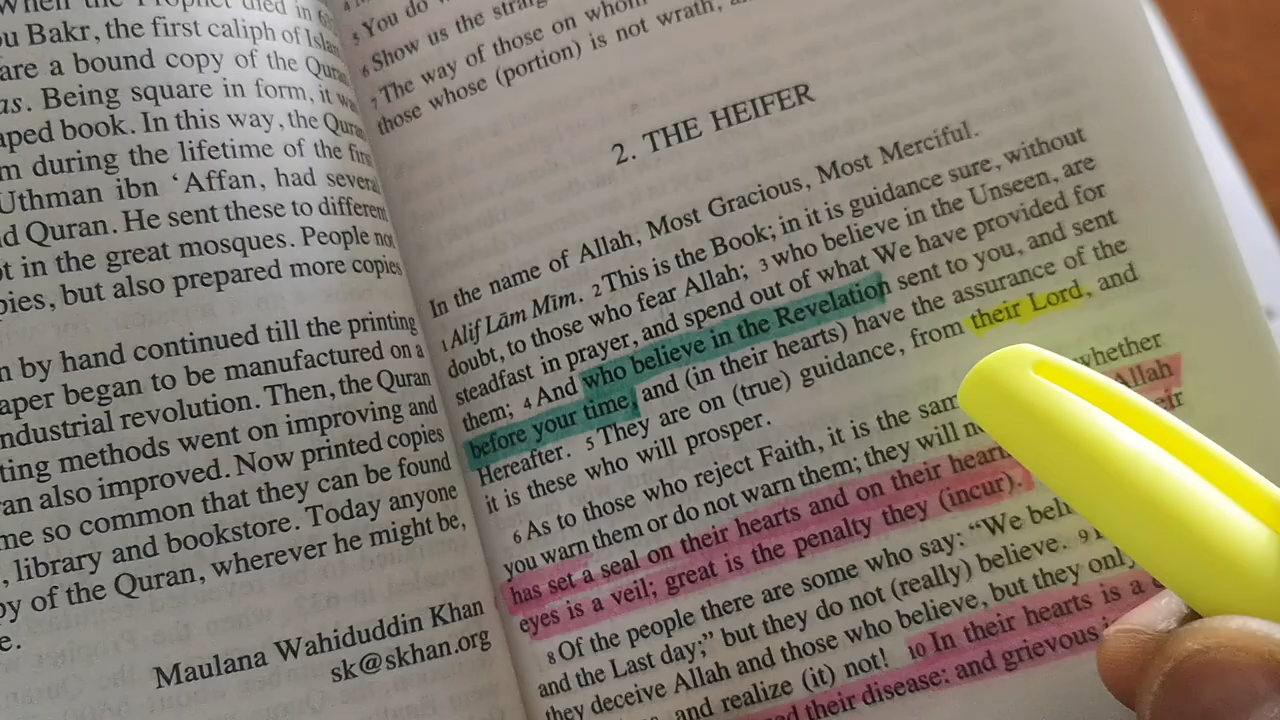 When the Prophet died in
u Bakr, the first caliph of Isla
are a bound copy of the Quran
as. Being square in form, it was
aped book. In this way, the Quran
m during the lifetime of the first
Uthman ibn ‘Affan, had several
d Quran. He sent these to different
t in the great mosques. People not
pies, but also prepared more copies
n by hand continued till the printing
aper began to be manufactured on a
ndustrial revolution. Then, the Quran
ting methods went on improving and
ran also improved. Now printed copies
me so common that they can be found
, library and bookstore. Today anyone
py of the Quran, wherever he might be,
e.
Maulana Wahiduddin Khan
sk@skhan.org
5 You do
6 Show us the straig
7 The way of those on whom
those whose (portion) is not wrath,
2. THE HEIFER
In the name of Allah, Most Gracious, Most Merciful.
1 Alif Lām Mīm. 2 This is the Book; in it is guidance sure, without
doubt, to those who fear Allah; 3 who believe in the Unseen, are
steadfast in prayer, and spend out of what We have provided for
them; 4 And who believe in the Revelation sent to you, and sent
before your time, and (in their hearts) have the assurance of the
Hereafter. 5 They are on (true) guidance, from their Lord, and
it is these who will prosper.
6 As to those who reject Faith, it is the sam whether
you warn them or do not warn them; they will n Allah
has set a seal on their hearts and on their heari eir
eyes is a veil; great is the penalty they (incur).
8 Of the people there are some who say: “We beli
and the Last day;” but they do not (really) believe. 9
they deceive Allah and those who believe, but they only
and realize (it) not! 10 In their hearts is a
their disease: and grievous